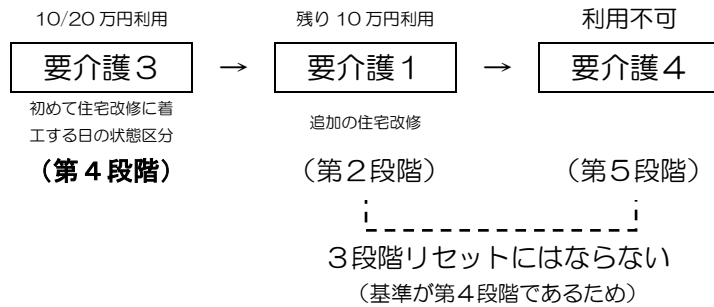 10/20万円利用
残り10万円利用
利用不可
要介護３ → 要介護１ → 要介護４
初めて住宅改修に着
工する日の状態区分
追加の住宅改修
（第４段階）
（第２段階）
（第５段階）
３段階リセットにはならない
（基準が第４段階であるため）